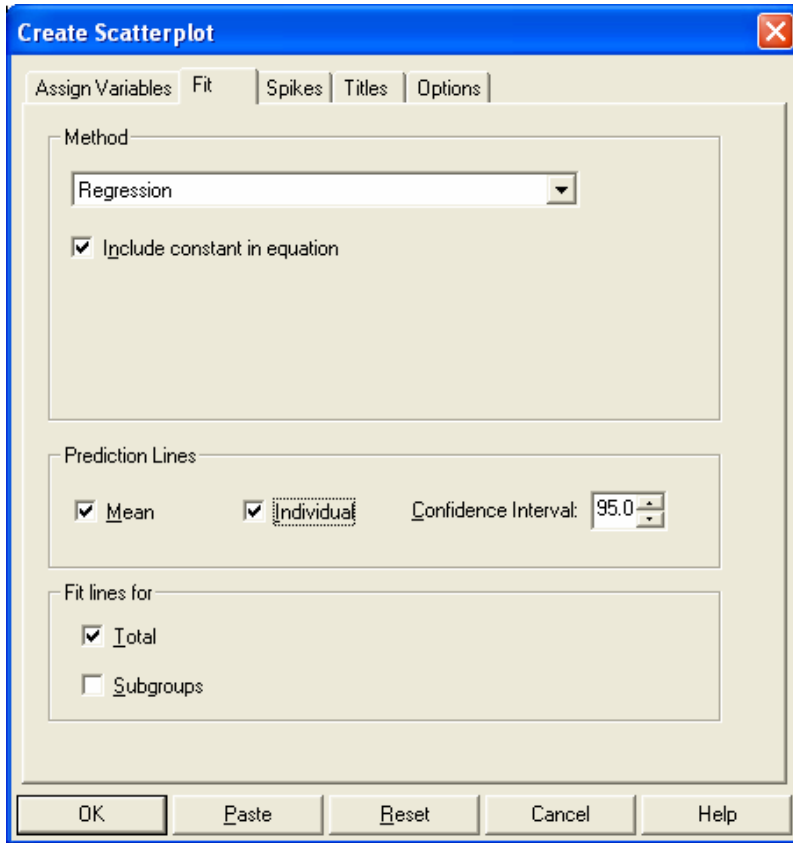 Create Scatterplot
Assign Variables Fit Spikes Titles Options
Method
Regression
Include constant in equation
Prediction Lines
Mean Individual Confidence Interval: 95.0
Fit lines for
Total
Subgroups
OK Paste Reset Cancel Help